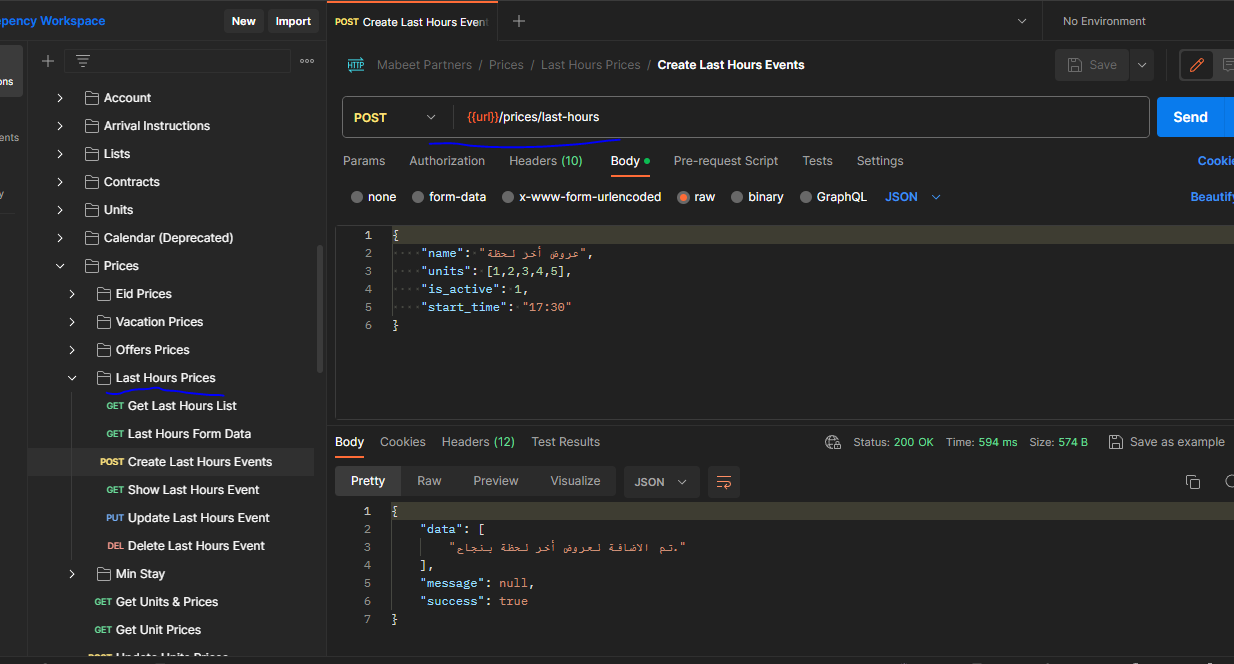 epency Workspace
New
Import
POST Create Last Hours Even
No Environment
ons
ents
y
Account
Arrival Instructions
Lists
Contracts
Units
Calendar (Deprecated)
Prices
Eid Prices
Vacation Prices
Offers Prices
Last Hours Prices
GET Get Last Hours List
GET Last Hours Form Data
POST Create Last Hours Events
GET Show Last Hours Event
PUT Update Last Hours Event
DEL Delete Last Hours Event
Min Stay
GET Get Units & Prices
GET Get Unit Prices
POST Update Units Prices
HTTP Mabeet Partners / Prices / Last Hours Prices / Create Last Hours Events
Save
POST {{url}}/prices/last-hours
Send
Params Authorization Headers (10) Body Pre-request Script Tests Settings
Cookie
none form-data x-www-form-urlencoded raw binary GraphQL JSON
Beautify
1 {
2 "name": "عروض أخر لحظة",
3 "units": [1,2,3,4,5],
4 "is_active": 1,
5 "start_time": "17:30"
6 }
Body Cookies Headers (12) Test Results
Status: 200 OK Time: 594 ms Size: 574 B
Save as example
Pretty Raw Preview Visualize JSON
1 {
2 "data": [
3 "تم الاضافة لعروض أخر لحظة بنجاح."
4 ],
5 "message": null,
6 "success": true
7 }